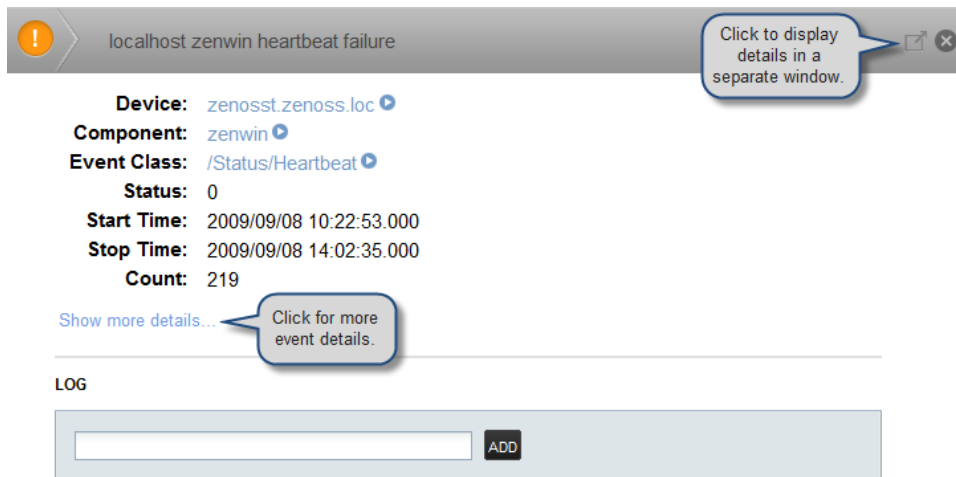 ! localhost zenwin heartbeat failure
Click to display
details in a
separate window.
Device: zenosst.zenoss.loc
Component: zenwin
Event Class: /Status/Heartbeat
Status: 0
Start Time: 2009/09/08 10:22:53.000
Stop Time: 2009/09/08 14:02:35.000
Count: 219
Show more details...
Click for more
event details.
LOG
ADD